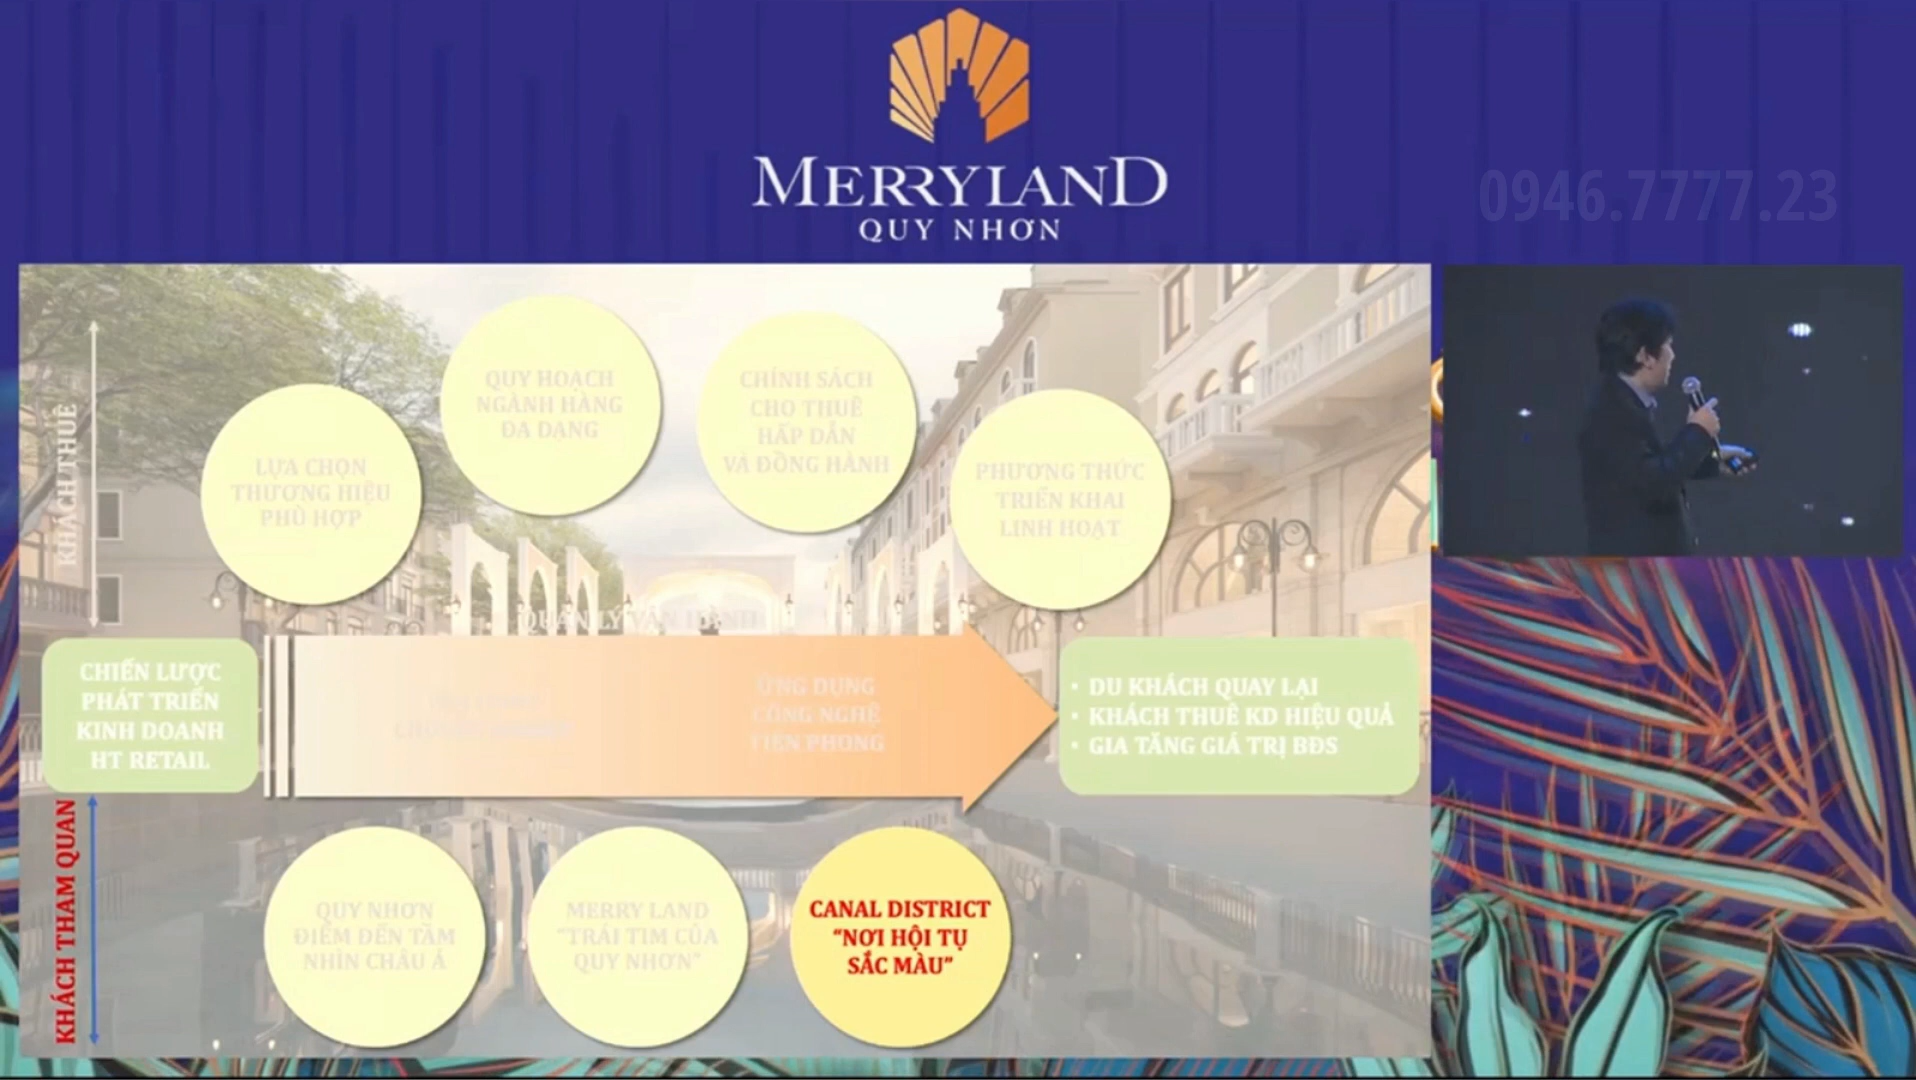 MERRYLAND
QUY NHƠN
0946.7777.23
KHÁCH THUÊ
LỰA CHỌN
THƯƠNG HIỆU
PHÙ HỢP
QUY HOẠCH
NGÀNH HÀNG
ĐA DẠNG
CHÍNH SÁCH
CHO THUÊ
HẤP DẪN
VÀ ĐỒNG HÀNH
PHƯƠNG THỨC
TRIỂN KHAI
LINH HOẠT
QUẢN LÝ VẬN HÀNH
CHIẾN LƯỢC
PHÁT TRIỂN
KINH DOANH
HT RETAIL
ỨNG DỤNG
CÔNG NGHỆ
TIÊN PHONG
• DU KHÁCH QUAY LẠI
• KHÁCH THUÊ KD HIỆU QUẢ
• GIA TĂNG GIÁ TRỊ BĐS
KHÁCH THAM QUAN
QUY NHƠN
ĐIỂM ĐẾN TẦM
NHÌN CHÂU Á
MERRY LAND
“TRÁI TIM CỦA
QUY NHƠN”
CANAL DISTRICT
“NƠI HỘI TỤ
SẮC MÀU”